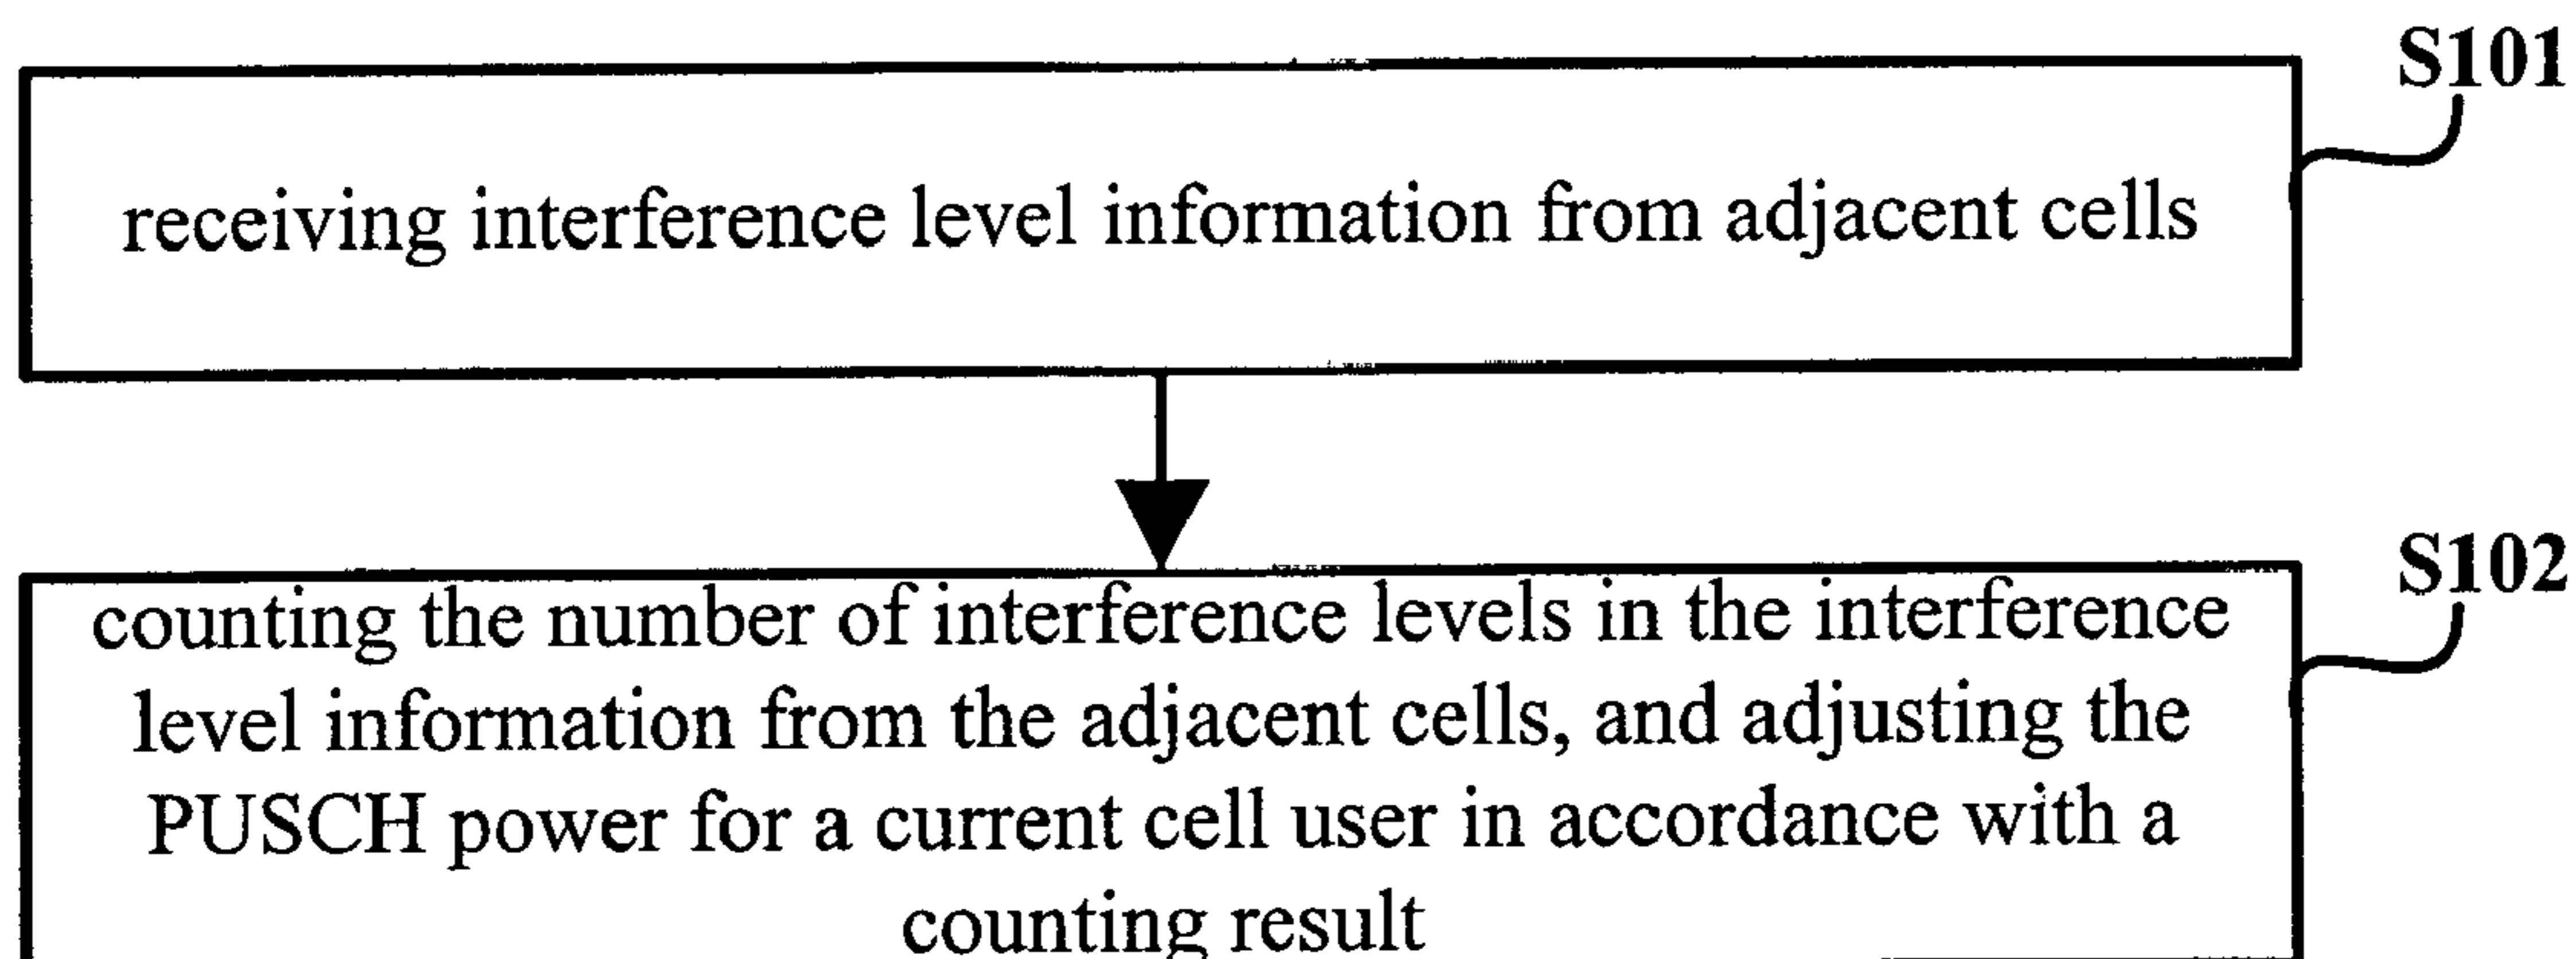 S101
receiving interference level information from adjacent cells
S102
counting the number of interference levels in the interference
level information from the adjacent cells, and adjusting the
PUSCH power for a current cell user in accordance with a
counting result